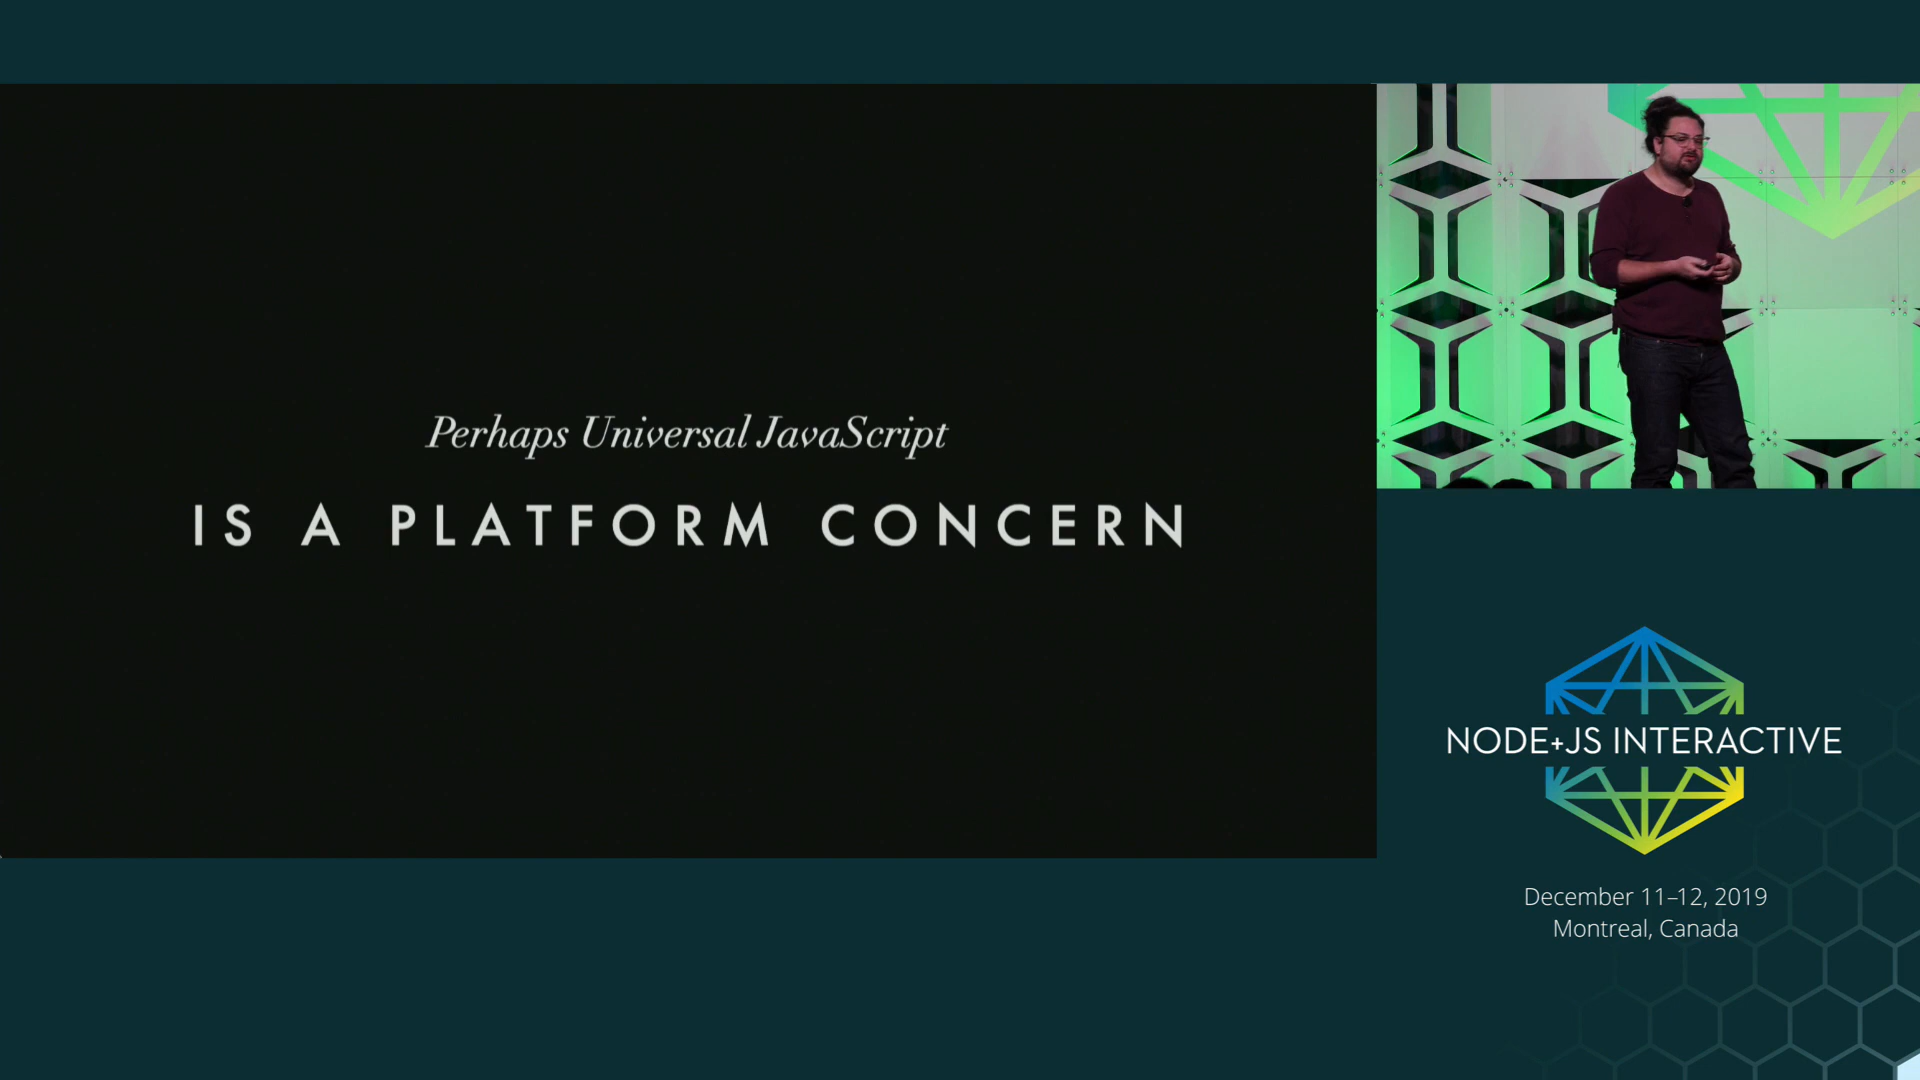 Perhaps Universal JavaScript
IS A PLATFORM CONCERN
NODE+JS INTERACTIVE
December 11–12, 2019
Montreal, Canada